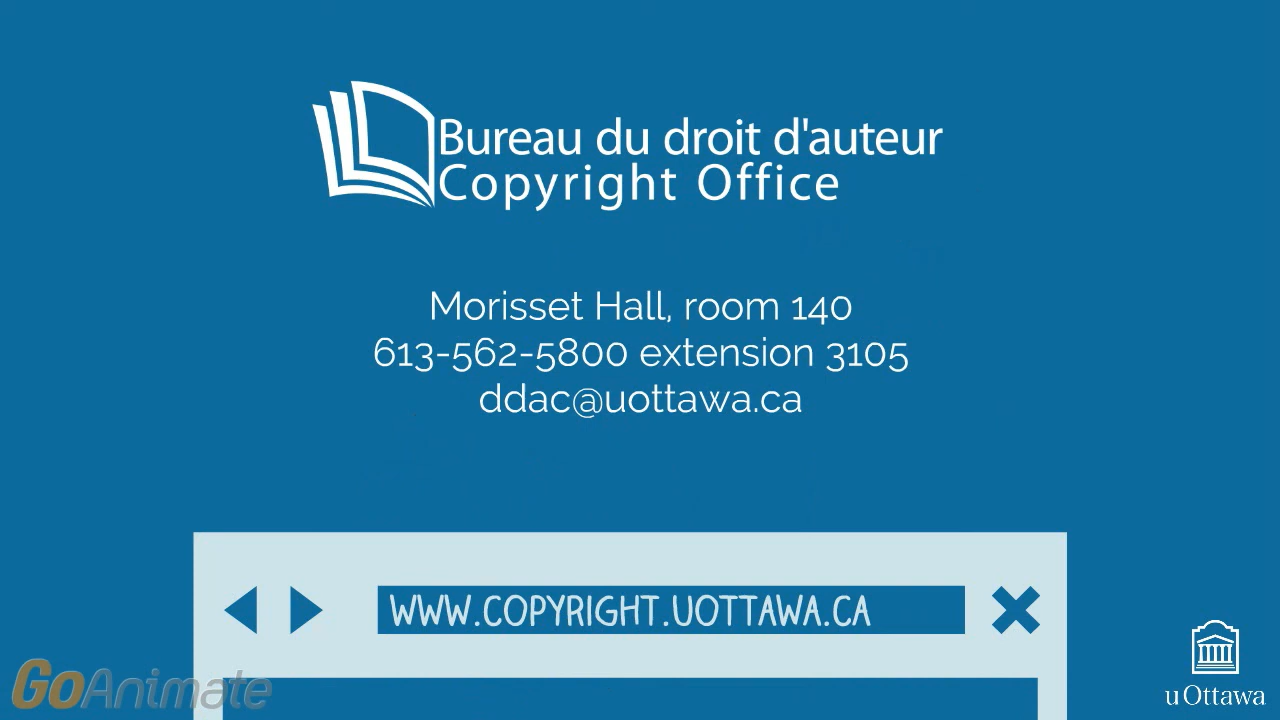 Bureau du droit d'auteur
Copyright Office
Morisset Hall, room 140
613-562-5800 extension 3105
ddac@uottawa.ca
WWW.COPYRIGHT.UOTTAWA.CA
GoAnimate
uOttawa